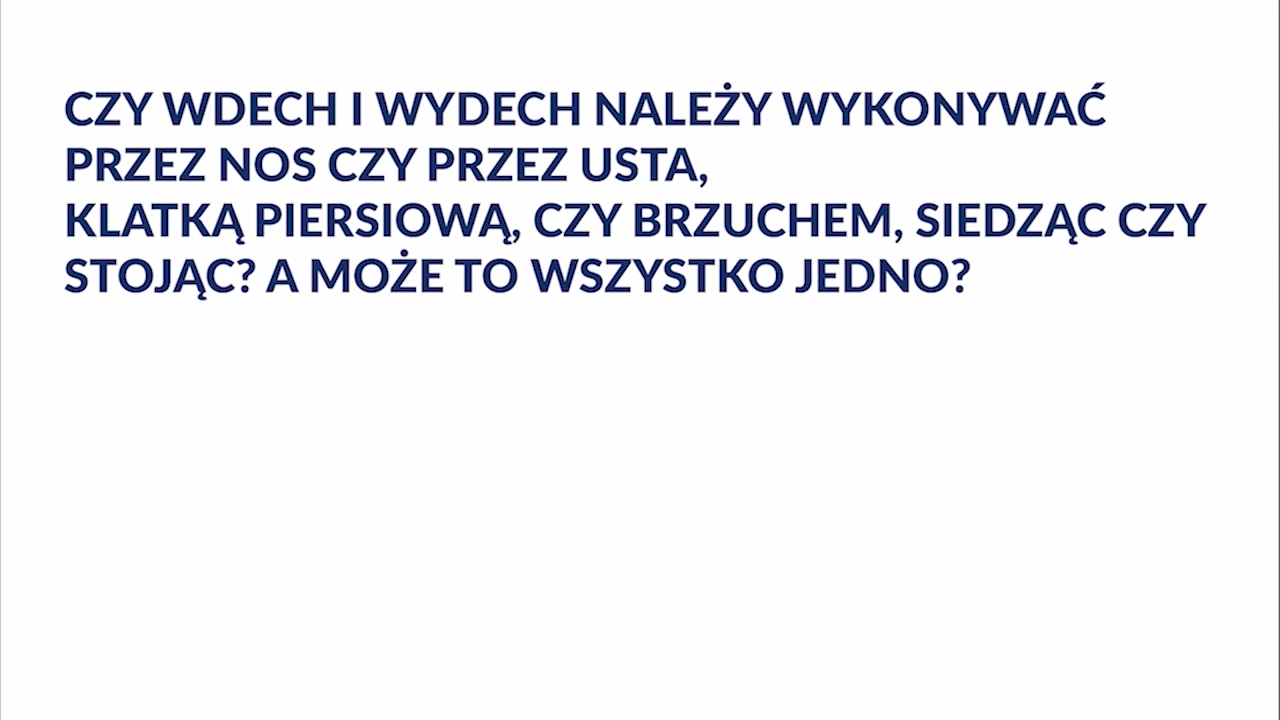 CZY WDECH I WYDECH NALEŻY WYKONYWAĆ
PRZEZ NOS CZY PRZEZ USTA,
KLATKĄ PIERSIOWĄ, CZY BRZUCHEM, SIEDZĄC CZY
STOJĄC? A MOŻE TO WSZYSTKO JEDNO?